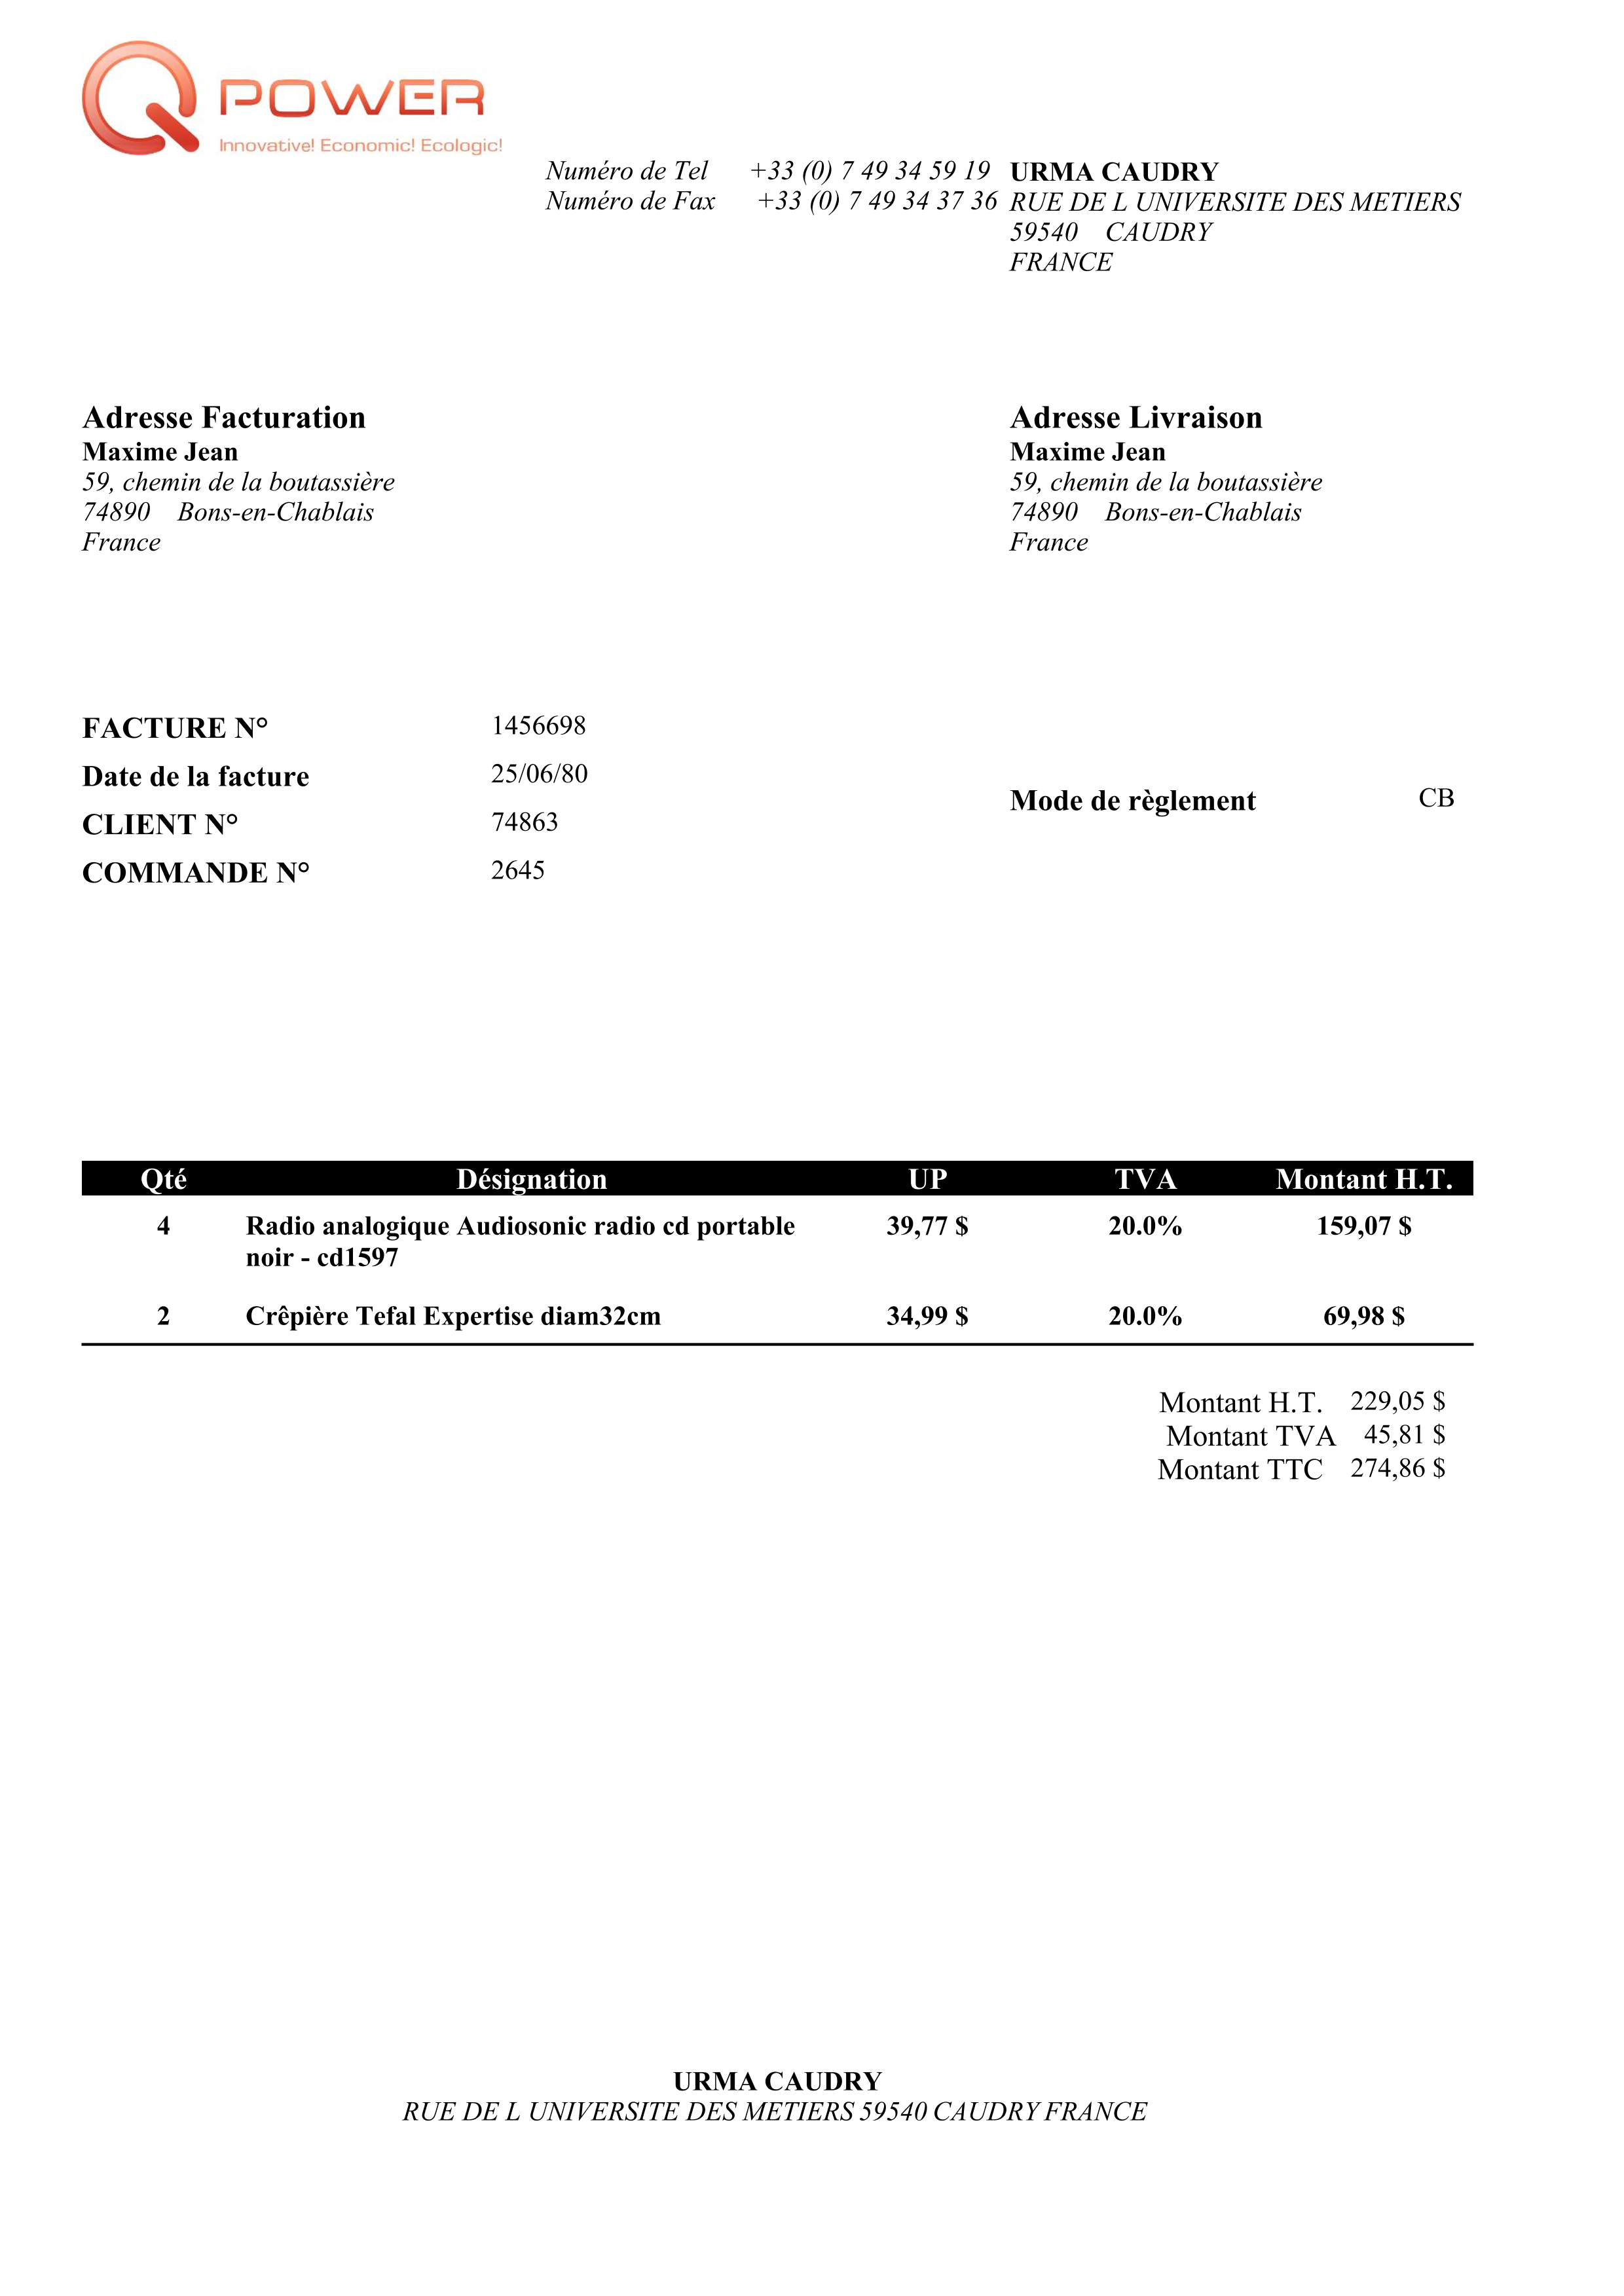 POWER
Innovative! Economic! Ecologic!
Numéro de Tel +33 (0) 7 49 34 59 19
Numéro de Fax +33 (0) 7 49 34 37 36
URMA CAUDRY
RUE DE L UNIVERSITE DES METIERS
59540 CAUDRY
FRANCE
Adresse Facturation
Maxime Jean
59, chemin de la boutassière
74890 Bons-en-Chablais
France
Adresse Livraison
Maxime Jean
59, chemin de la boutassière
74890 Bons-en-Chablais
France
FACTURE N° 1456698
Date de la facture 25/06/80
CLIENT N° 74863
COMMANDE N° 2645
Mode de règlement CB
Qté Désignation UP TVA Montant H.T.
4 Radio analogique Audiosonic radio cd portable 39,77 $ 20.0% 159,07 $
noir - cd1597
2 Crêpière Tefal Expertise diam32cm 34,99 $ 20.0% 69,98 $
Montant H.T. 229,05 $
Montant TVA 45,81 $
Montant TTC 274,86 $
URMA CAUDRY
RUE DE L UNIVERSITE DES METIERS 59540 CAUDRY FRANCE